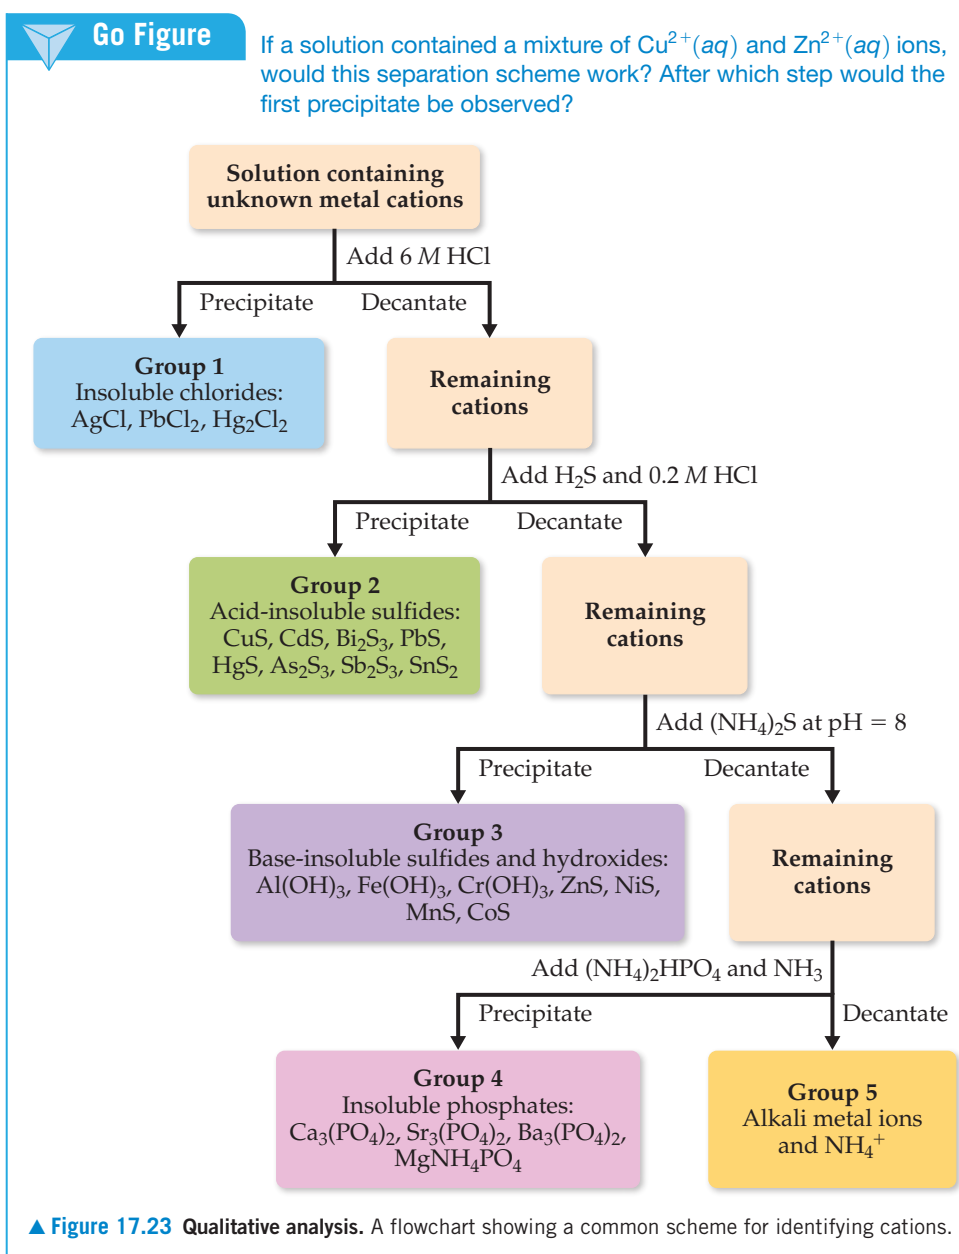 Go Figure
If a solution contained a mixture of Cu²⁺(aq) and Zn²⁺(aq) ions,
would this separation scheme work? After which step would the
first precipitate be observed?
Solution containing
unknown metal cations
Add 6 M HCl
Precipitate
Decantate
Group 1
Insoluble chlorides:
AgCl, PbCl₂, Hg₂Cl₂
Remaining
cations
Add H₂S and 0.2 M HCl
Precipitate
Decantate
Group 2
Acid-insoluble sulfides:
CuS, CdS, Bi₂S₃, PbS,
HgS, As₂S₃, Sb₂S₃, SnS₂
Remaining
cations
Add (NH₄)₂S at pH = 8
Precipitate
Decantate
Group 3
Base-insoluble sulfides and hydroxides:
Al(OH)₃, Fe(OH)₃, Cr(OH)₃, ZnS, NiS,
MnS, CoS
Remaining
cations
Add (NH₄)₂HPO₄ and NH₃
Precipitate
Decantate
Group 4
Insoluble phosphates:
Ca₃(PO₄)₂, Sr₃(PO₄)₂, Ba₃(PO₄)₂,
MgNH₄PO₄
Group 5
Alkali metal ions
and NH₄⁺
▲ Figure 17.23 Qualitative analysis. A flowchart showing a common scheme for identifying cations.